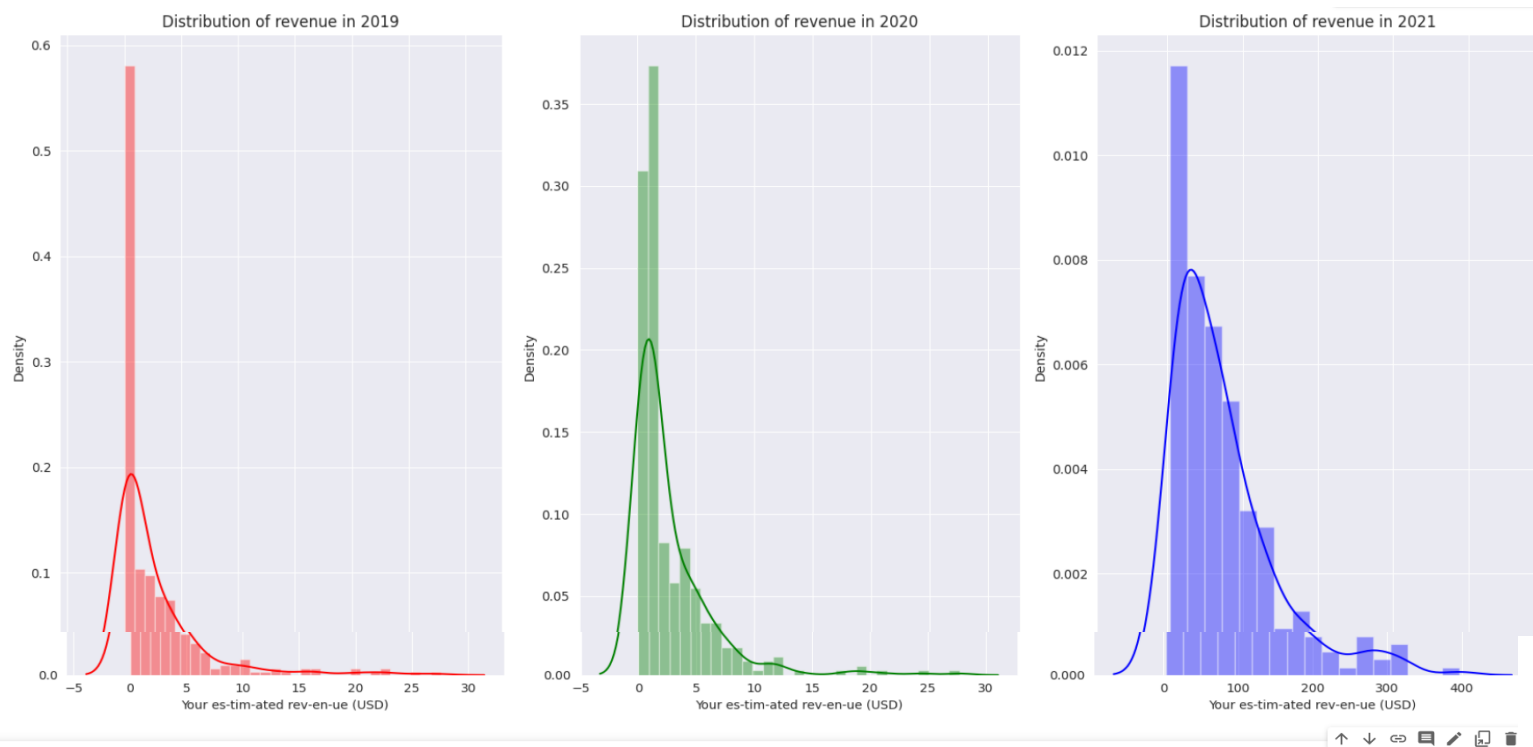 Distribution of revenue in 2019
0.6
0.5
0.4
0.3
0.2
0.1
0.0
Density
−5 0 5 10 15 20 25 30
Your es-tim-ated rev-en-ue (USD)
Distribution of revenue in 2020
0.35
0.30
0.25
0.20
0.15
0.10
0.05
0.00
Density
−5 0 5 10 15 20 25 30
Your es-tim-ated rev-en-ue (USD)
Distribution of revenue in 2021
0.012
0.010
0.008
0.006
0.004
0.002
0.000
Density
0 100 200 300 400
Your es-tim-ated rev-en-ue (USD)